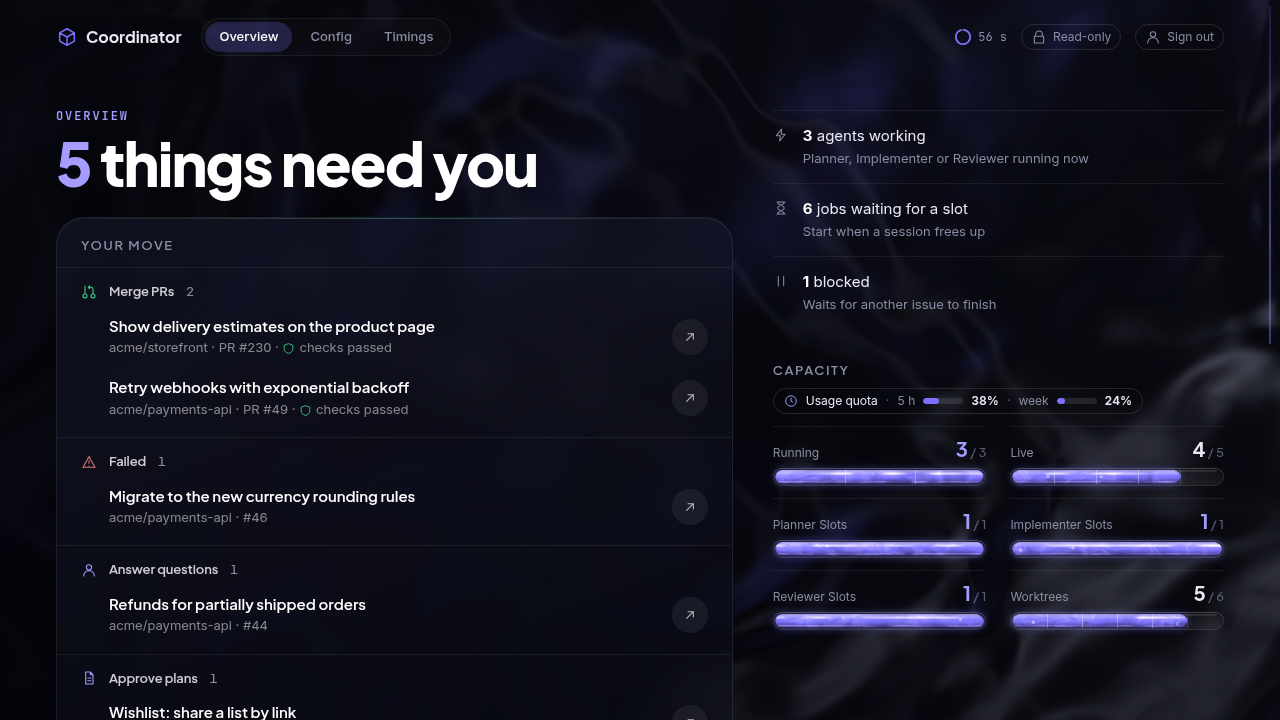 Coordinator
Overview
Config
Timings
56 s
Read-only
Sign out
OVERVIEW
5 things need you
YOUR MOVE
Merge PRs 2
Show delivery estimates on the product page
acme/storefront · PR #230 · checks passed
Retry webhooks with exponential backoff
acme/payments-api · PR #49 · checks passed
Failed 1
Migrate to the new currency rounding rules
acme/payments-api · #46
Answer questions 1
Refunds for partially shipped orders
acme/payments-api · #44
Approve plans 1
Wishlist: share a list by link
3 agents working
Planner, Implementer or Reviewer running now
6 jobs waiting for a slot
Start when a session frees up
1 blocked
Waits for another issue to finish
CAPACITY
Usage quota · 5 h 38% · week 24%
Running 3 / 3
Live 4 / 5
Planner Slots 1 / 1
Implementer Slots 1 / 1
Reviewer Slots 1 / 1
Worktrees 5 / 6